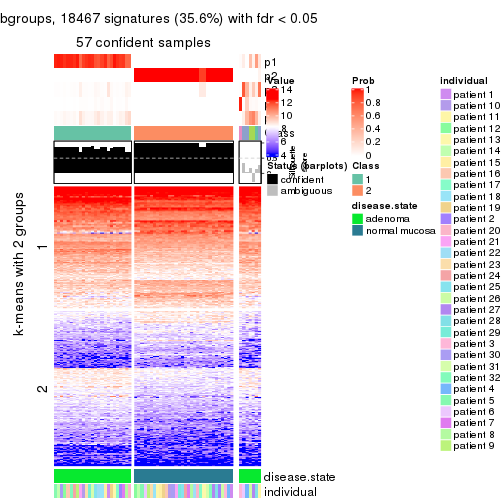 bgroups, 18467 signatures (35.6%) with fdr < 0.05
57 confident samples
p1
p2
Value
14
12
10
8
6
4
Prob
1
0.8
0.6
0.4
0.2
0
Status (barplots)
confident
ambiguous
Class
1
2
disease.state
adenoma
normal mucosa
individual
patient 1
patient 10
patient 11
patient 12
patient 13
patient 14
patient 15
patient 16
patient 17
patient 18
patient 19
patient 2
patient 20
patient 21
patient 22
patient 23
patient 24
patient 25
patient 26
patient 27
patient 28
patient 29
patient 3
patient 30
patient 31
patient 32
patient 4
patient 5
patient 6
patient 7
patient 8
patient 9
k-means with 2 groups
1
2
Silhouette
score
disease.state
individual